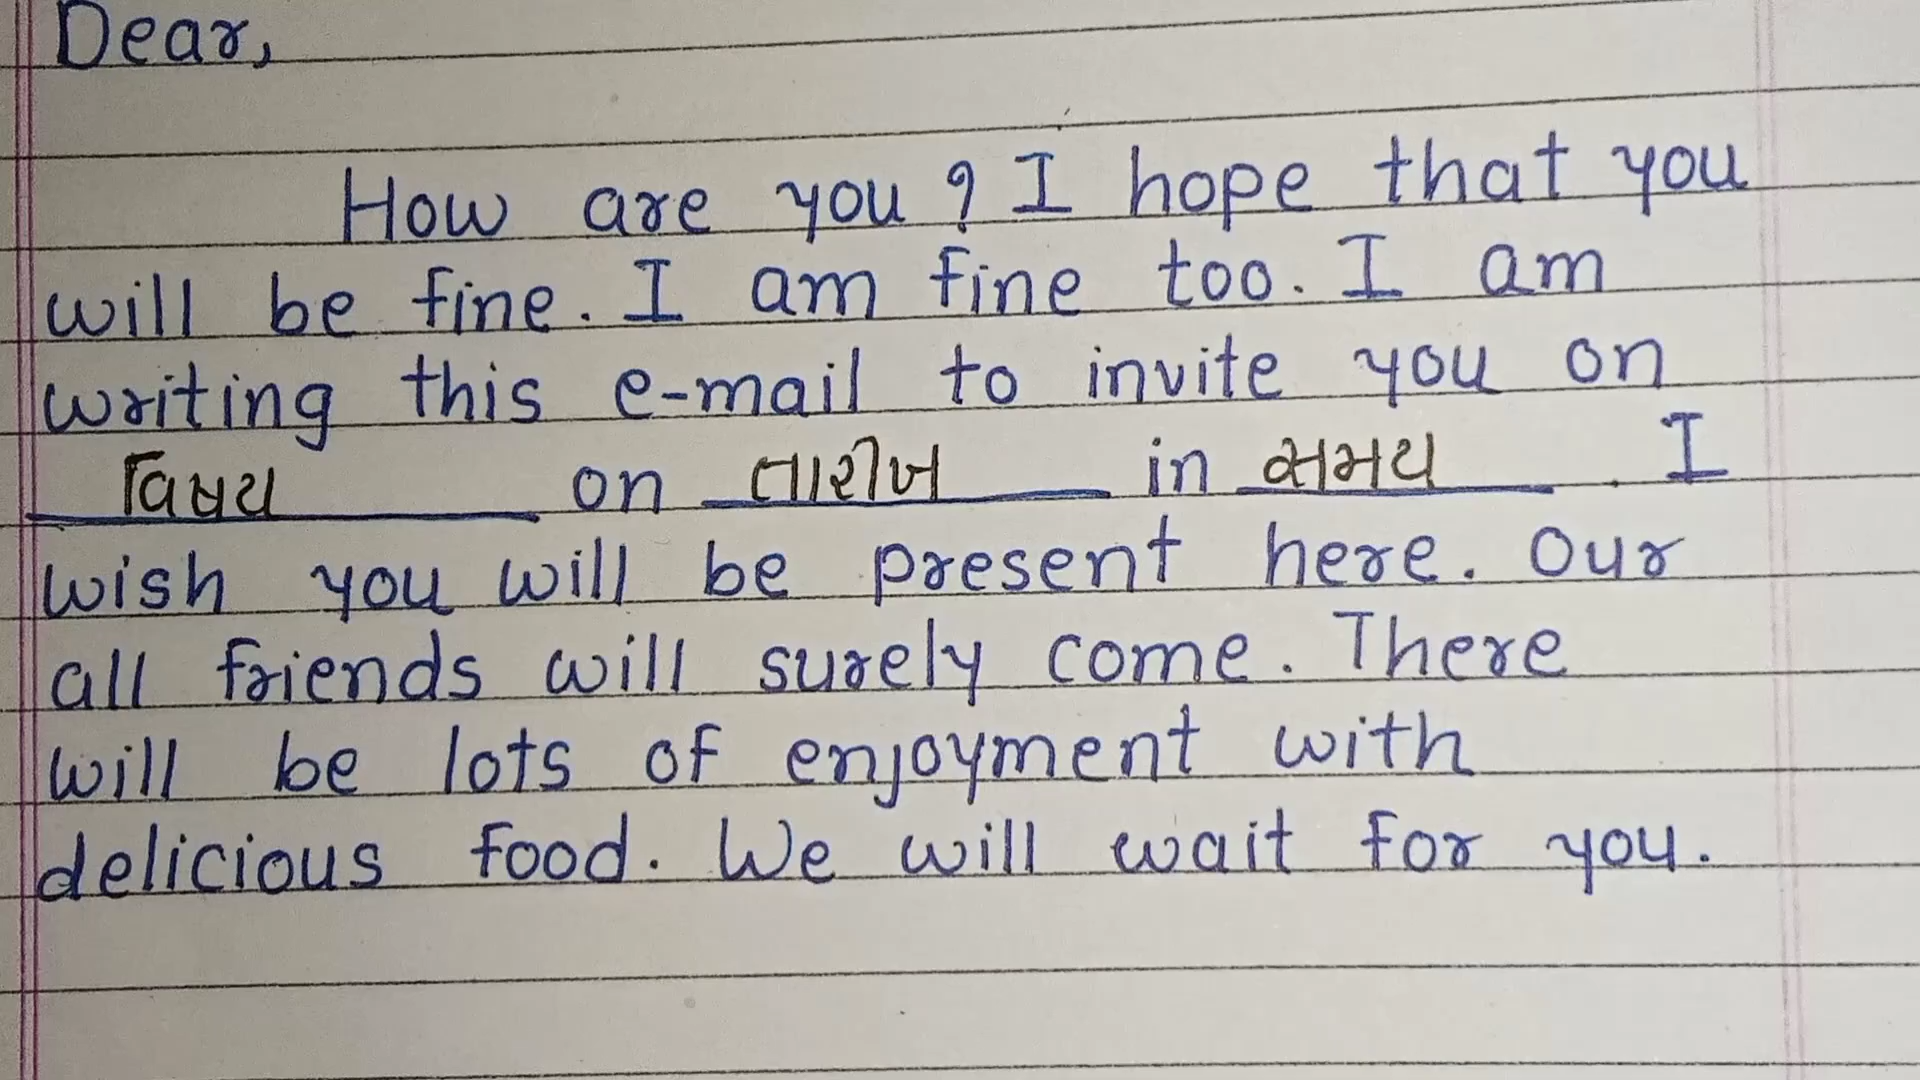 Dear,
How are you? I hope that you
will be fine. I am fine too. I am
writing this e-mail to invite you on
વિષય on તારીખ in સમય. I
wish you will be present here. Our
all friends will surely come. There
will be lots of enjoyment with
delicious food. We will wait for you.